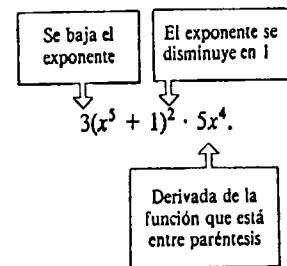 Se baja el
exponente
El exponente se
disminuye en 1
3(x⁵ + 1)² · 5x⁴.
Derivada de la
función que está
entre paréntesis